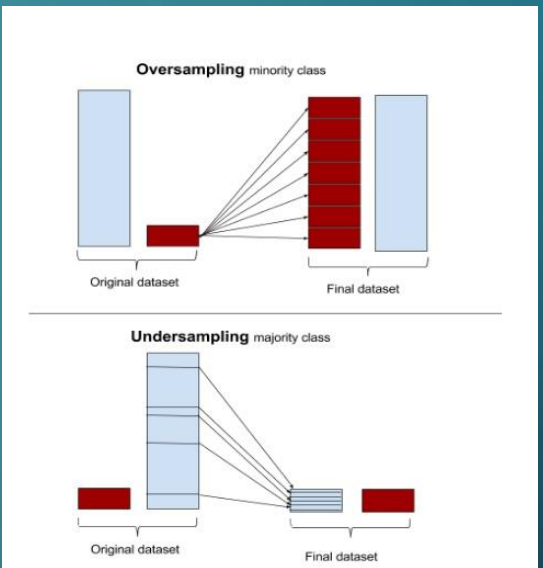 Oversampling minority class
Original dataset
Final dataset
Undersampling majority class
Original dataset
Final dataset